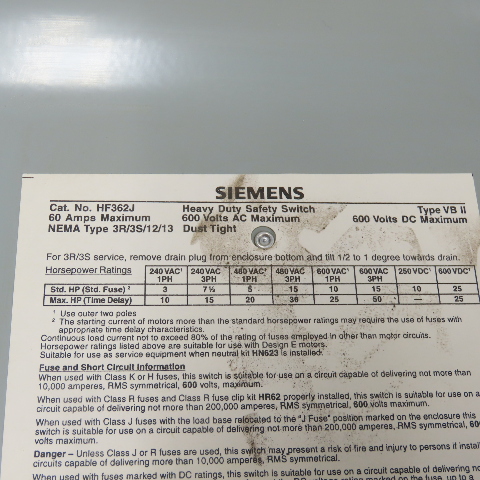 SIEMENS
Cat. No. HF362J Heavy Duty Safety Switch Type VB II
60 Amps Maximum 600 Volts AC Maximum 600 Volts DC Maximum
NEMA Type 3R/3S/12/13 Dust Tight
For 3R/3S service, remove drain plug from enclosure bottom and tilt 1/2 to 1 degree towards drain.
Horsepower Ratings 240 VAC¹ 1PH 240 VAC 3PH 480 VAC¹ 1PH 480 VAC 3PH 600 VAC¹ 1PH 600 VAC 3PH 250 VDC¹ 600 VDC¹
Std. HP (Std. Fuse) ² 3 7½ 5 15 10 15 10 25
Max. HP (Time Delay) 10 15 20 30 25 50 — 25
¹ Use outer two poles
² The starting current of motors more than the standard horsepower ratings may require the use of fuses with
appropriate time delay characteristics.
Continuous load current not to exceed 80% of the rating of fuses employed in other than motor circuits.
Horsepower ratings listed above are suitable for use with Design E motors.
Suitable for use as service equipment when neutral kit HN623 is installed.
Fuse and Short Circuit Information
When used with Class K or H fuses, this switch is suitable for use on a circuit capable of delivering not more than
10,000 amperes, RMS symmetrical, 600 volts, maximum.
When used with Class R fuses and Class R fuse clip kit HR62 properly installed, this switch is suitable for use on a
circuit capable of delivering not more than 200,000 amperes, RMS symmetrical, 600 volts maximum.
When used with Class J fuses with the load base relocated to the "J Fuse" position marked on the enclosure this
switch is suitable for use on a circuit capable of delivering not more than 200,000 amperes, RMS symmetrical, 600
volts maximum.
Danger – Unless Class J or R fuses are used, this switch may present a risk of fire and injury to persons if
circuits capable of delivering more than 10,000 amperes, RMS symmetrical.
When used with fuses marked with DC ratings, this switch is suitable for use on a circuit capable of delivering not